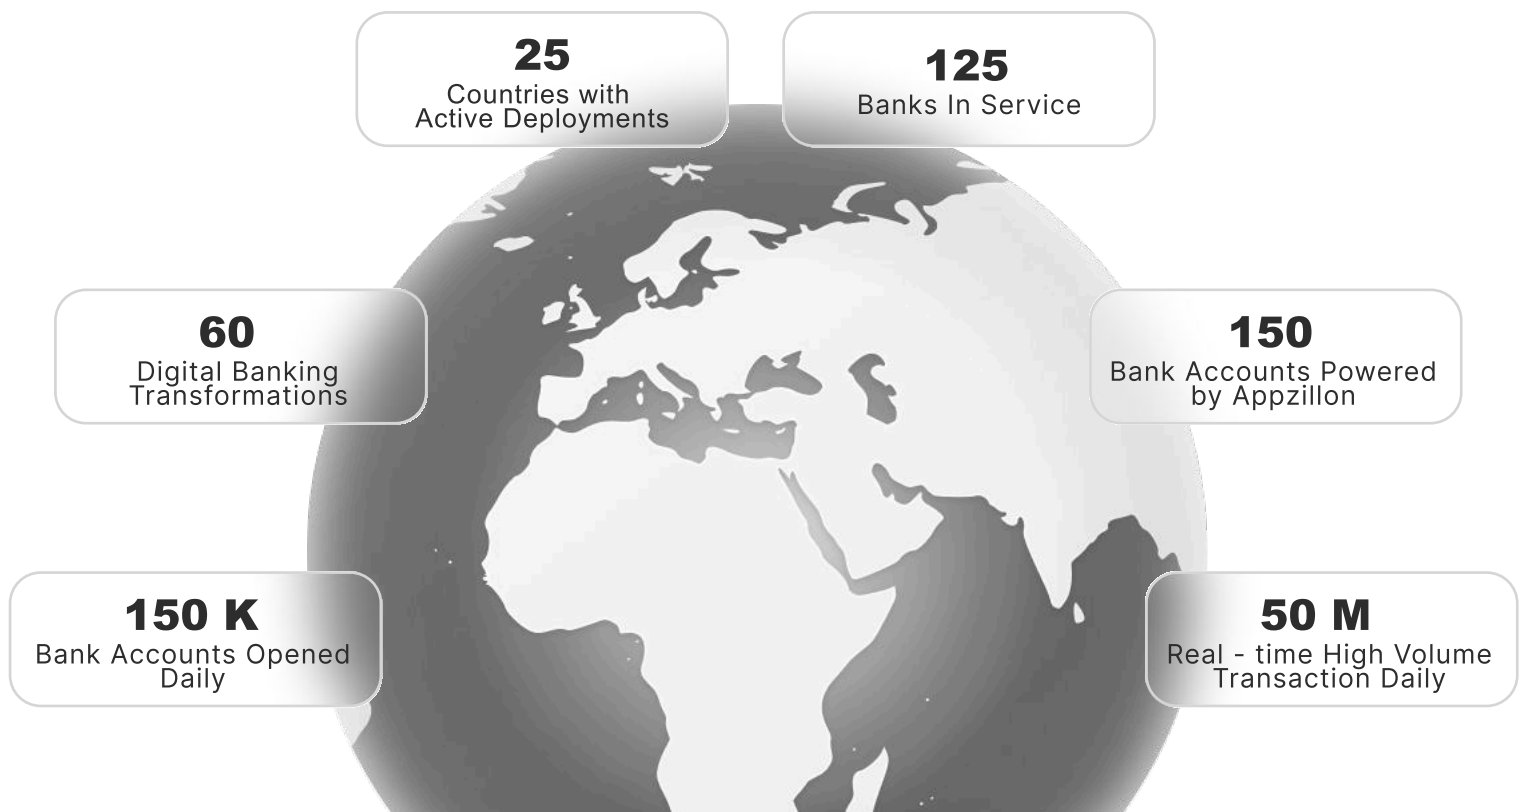 25
Countries with
Active Deployments
125
Banks In Service
60
Digital Banking
Transformations
150
Bank Accounts Powered
by Appzillon
150 K
Bank Accounts Opened
Daily
50 M
Real - time High Volume
Transaction Daily